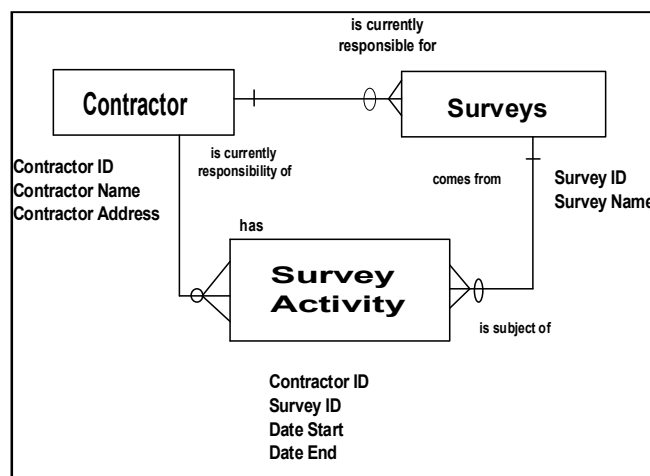 is currently
responsible for
Contractor
Surveys
is currently
responsibility of
Contractor ID
Contractor Name
Contractor Address
comes from
Survey ID
Survey Name
has
Survey
Activity
is subject of
Contractor ID
Survey ID
Date Start
Date End